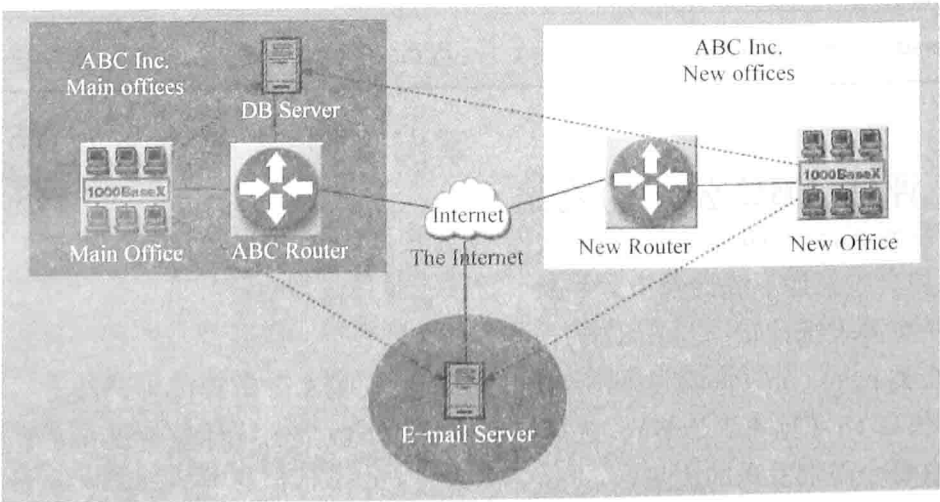 ABC Inc.
Main offices
DB Server
1000BaseX
Main Office
ABC Router
Internet
The Internet
ABC Inc.
New offices
New Router
1000BaseX
New Office
E-mail Server